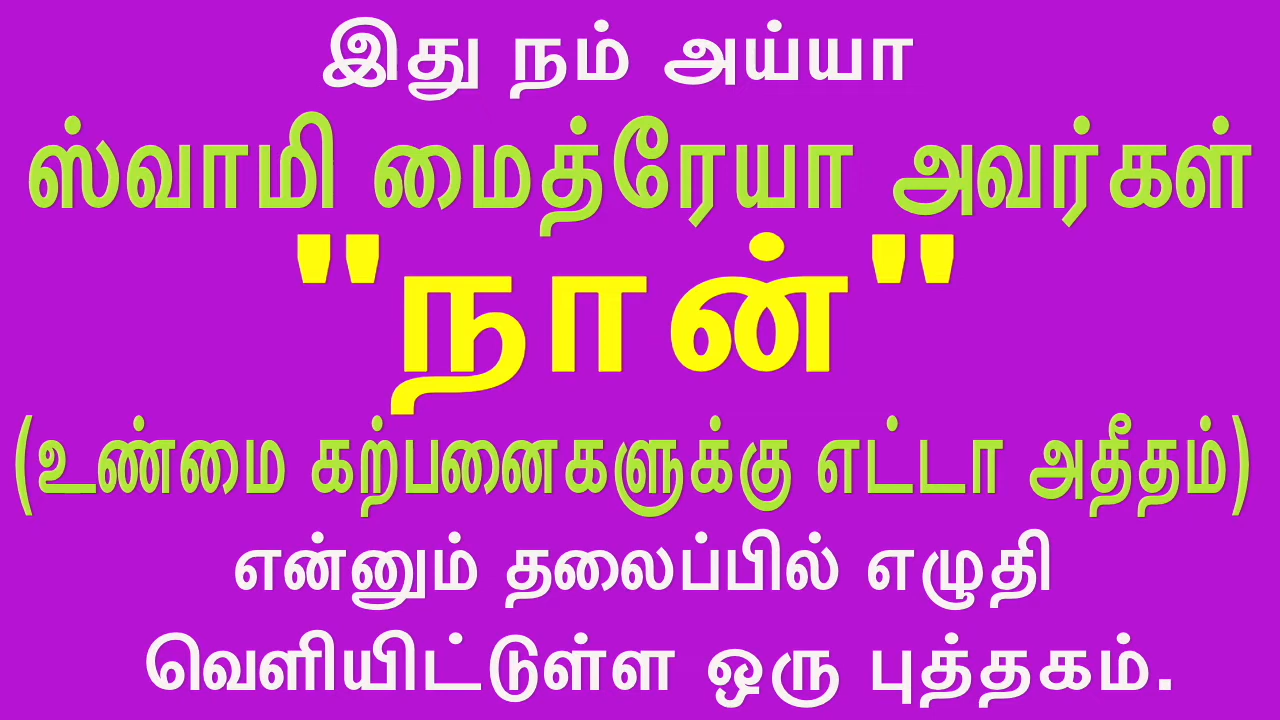 இது நம் அய்யா
ஸ்வாமி மைத்ரேயா அவர்கள்
"நான்"
(உண்மை கற்பனைகளுக்கு எட்டா அதீதம்)
என்னும் தலைப்பில் எழுதி
வெளியிட்டுள்ள ஒரு புத்தகம்.